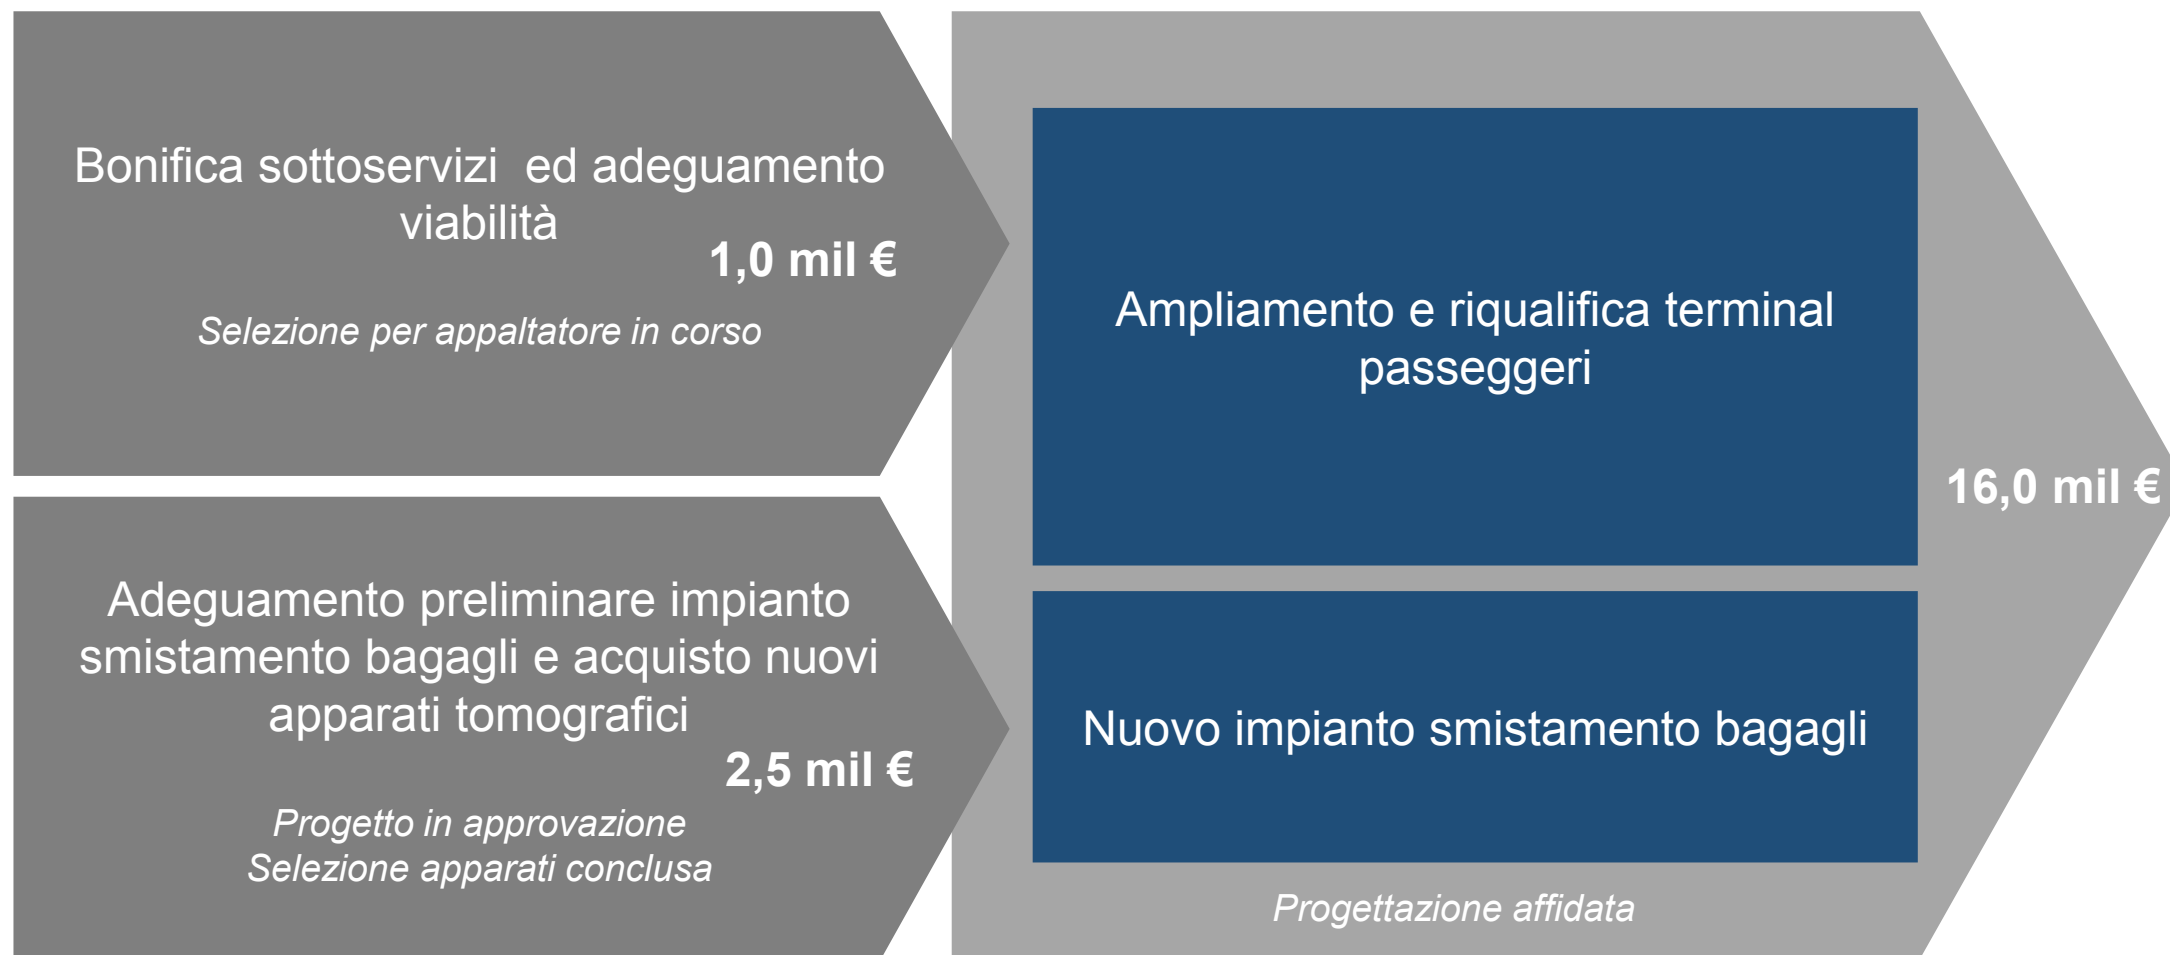 Bonifica sottoservizi  ed adeguamento
viabilità
1,0 mil €
Selezione per appaltatore in corso
Adeguamento preliminare impianto
smistamento bagagli e acquisto nuovi
apparati tomografici
2,5 mil €
Progetto in approvazione
Selezione apparati conclusa
Ampliamento e riqualifica terminal
passeggeri
Nuovo impianto smistamento bagagli
Progettazione affidata
16,0 mil €